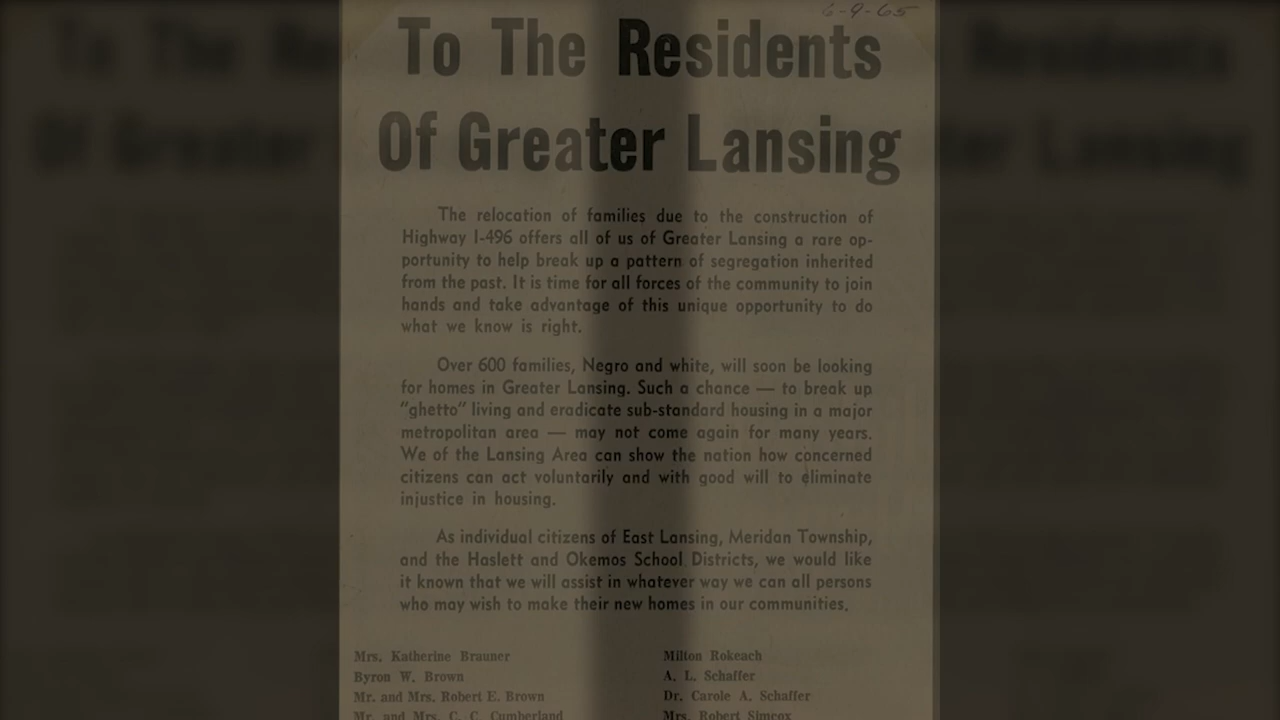 6-9-65
To The Residents
Of Greater Lansing
The relocation of families due to the construction of
Highway I-496 offers all of us of Greater Lansing a rare op-
portunity to help break up a pattern of segregation inherited
from the past. It is time for all forces of the community to join
hands and take advantage of this unique opportunity to do
what we know is right.
Over 600 families, Negro and white, will soon be looking
for homes in Greater Lansing. Such a chance — to break up
"ghetto" living and eradicate sub-standard housing in a major
metropolitan area — may not come again for many years.
We of the Lansing Area can show the nation how concerned
citizens can act voluntarily and with good will to eliminate
injustice in housing.
As individual citizens of East Lansing, Meridan Township,
and the Haslett and Okemos School Districts, we would like
it known that we will assist in whatever way we can all persons
who may wish to make their new homes in our communities.
Mrs. Katherine Brauner
Byron W. Brown
Mr. and Mrs. Robert E. Brown
Mr. and Mrs. C. C. Cumberland
Milton Rokeach
A. L. Schaffer
Dr. Carole A. Schaffer
Mrs. Robert Simcox